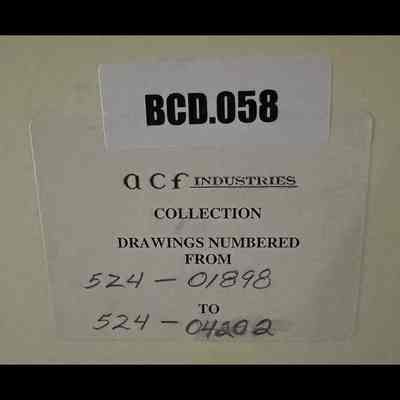 BCD.058
acf INDUSTRIES
COLLECTION
DRAWINGS NUMBERED
FROM
524-01898
TO
524-04202